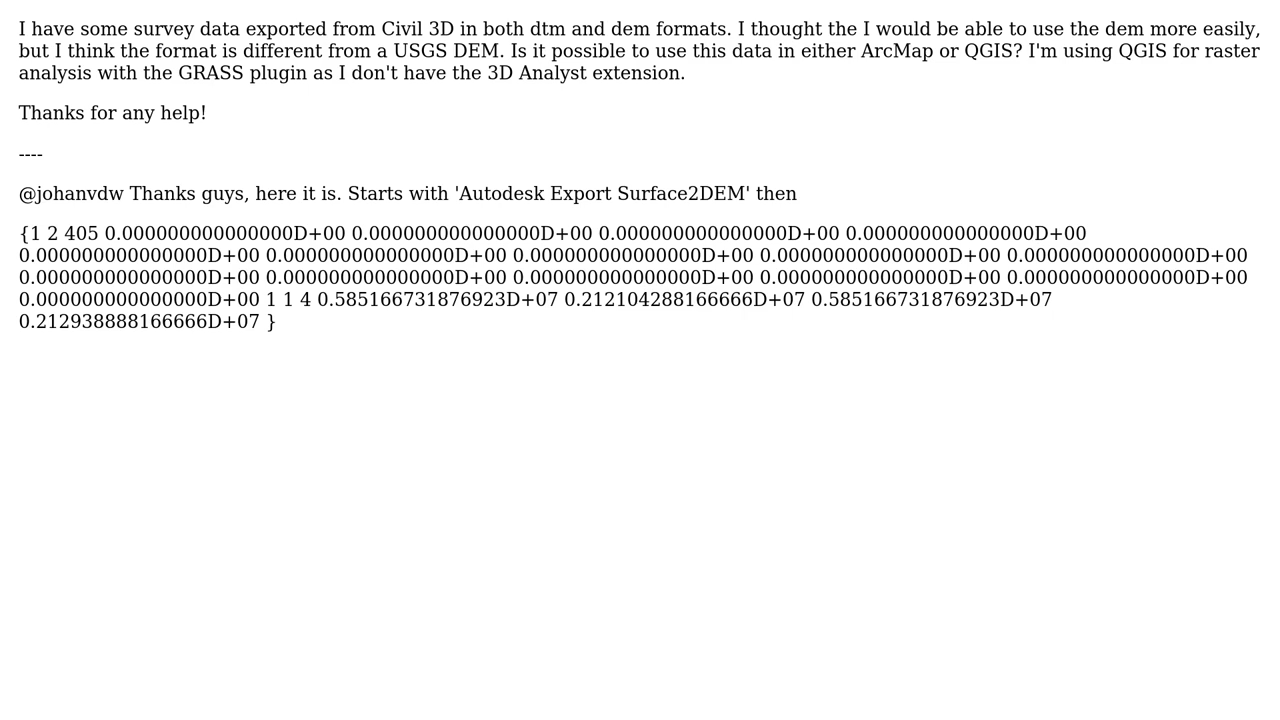 I have some survey data exported from Civil 3D in both dtm and dem formats. I thought the I would be able to use the dem more easily,
but I think the format is different from a USGS DEM. Is it possible to use this data in either ArcMap or QGIS? I'm using QGIS for raster
analysis with the GRASS plugin as I don't have the 3D Analyst extension.
Thanks for any help!
----
@johanvdw Thanks guys, here it is. Starts with 'Autodesk Export Surface2DEM' then
{1 2 405 0.000000000000000D+00 0.000000000000000D+00 0.000000000000000D+00 0.000000000000000D+00
0.000000000000000D+00 0.000000000000000D+00 0.000000000000000D+00 0.000000000000000D+00 0.000000000000000D+00
0.000000000000000D+00 0.000000000000000D+00 0.000000000000000D+00 0.000000000000000D+00 0.000000000000000D+00
0.000000000000000D+00 1 1 4 0.585166731876923D+07 0.212104288166666D+07 0.585166731876923D+07
0.212938888166666D+07 }